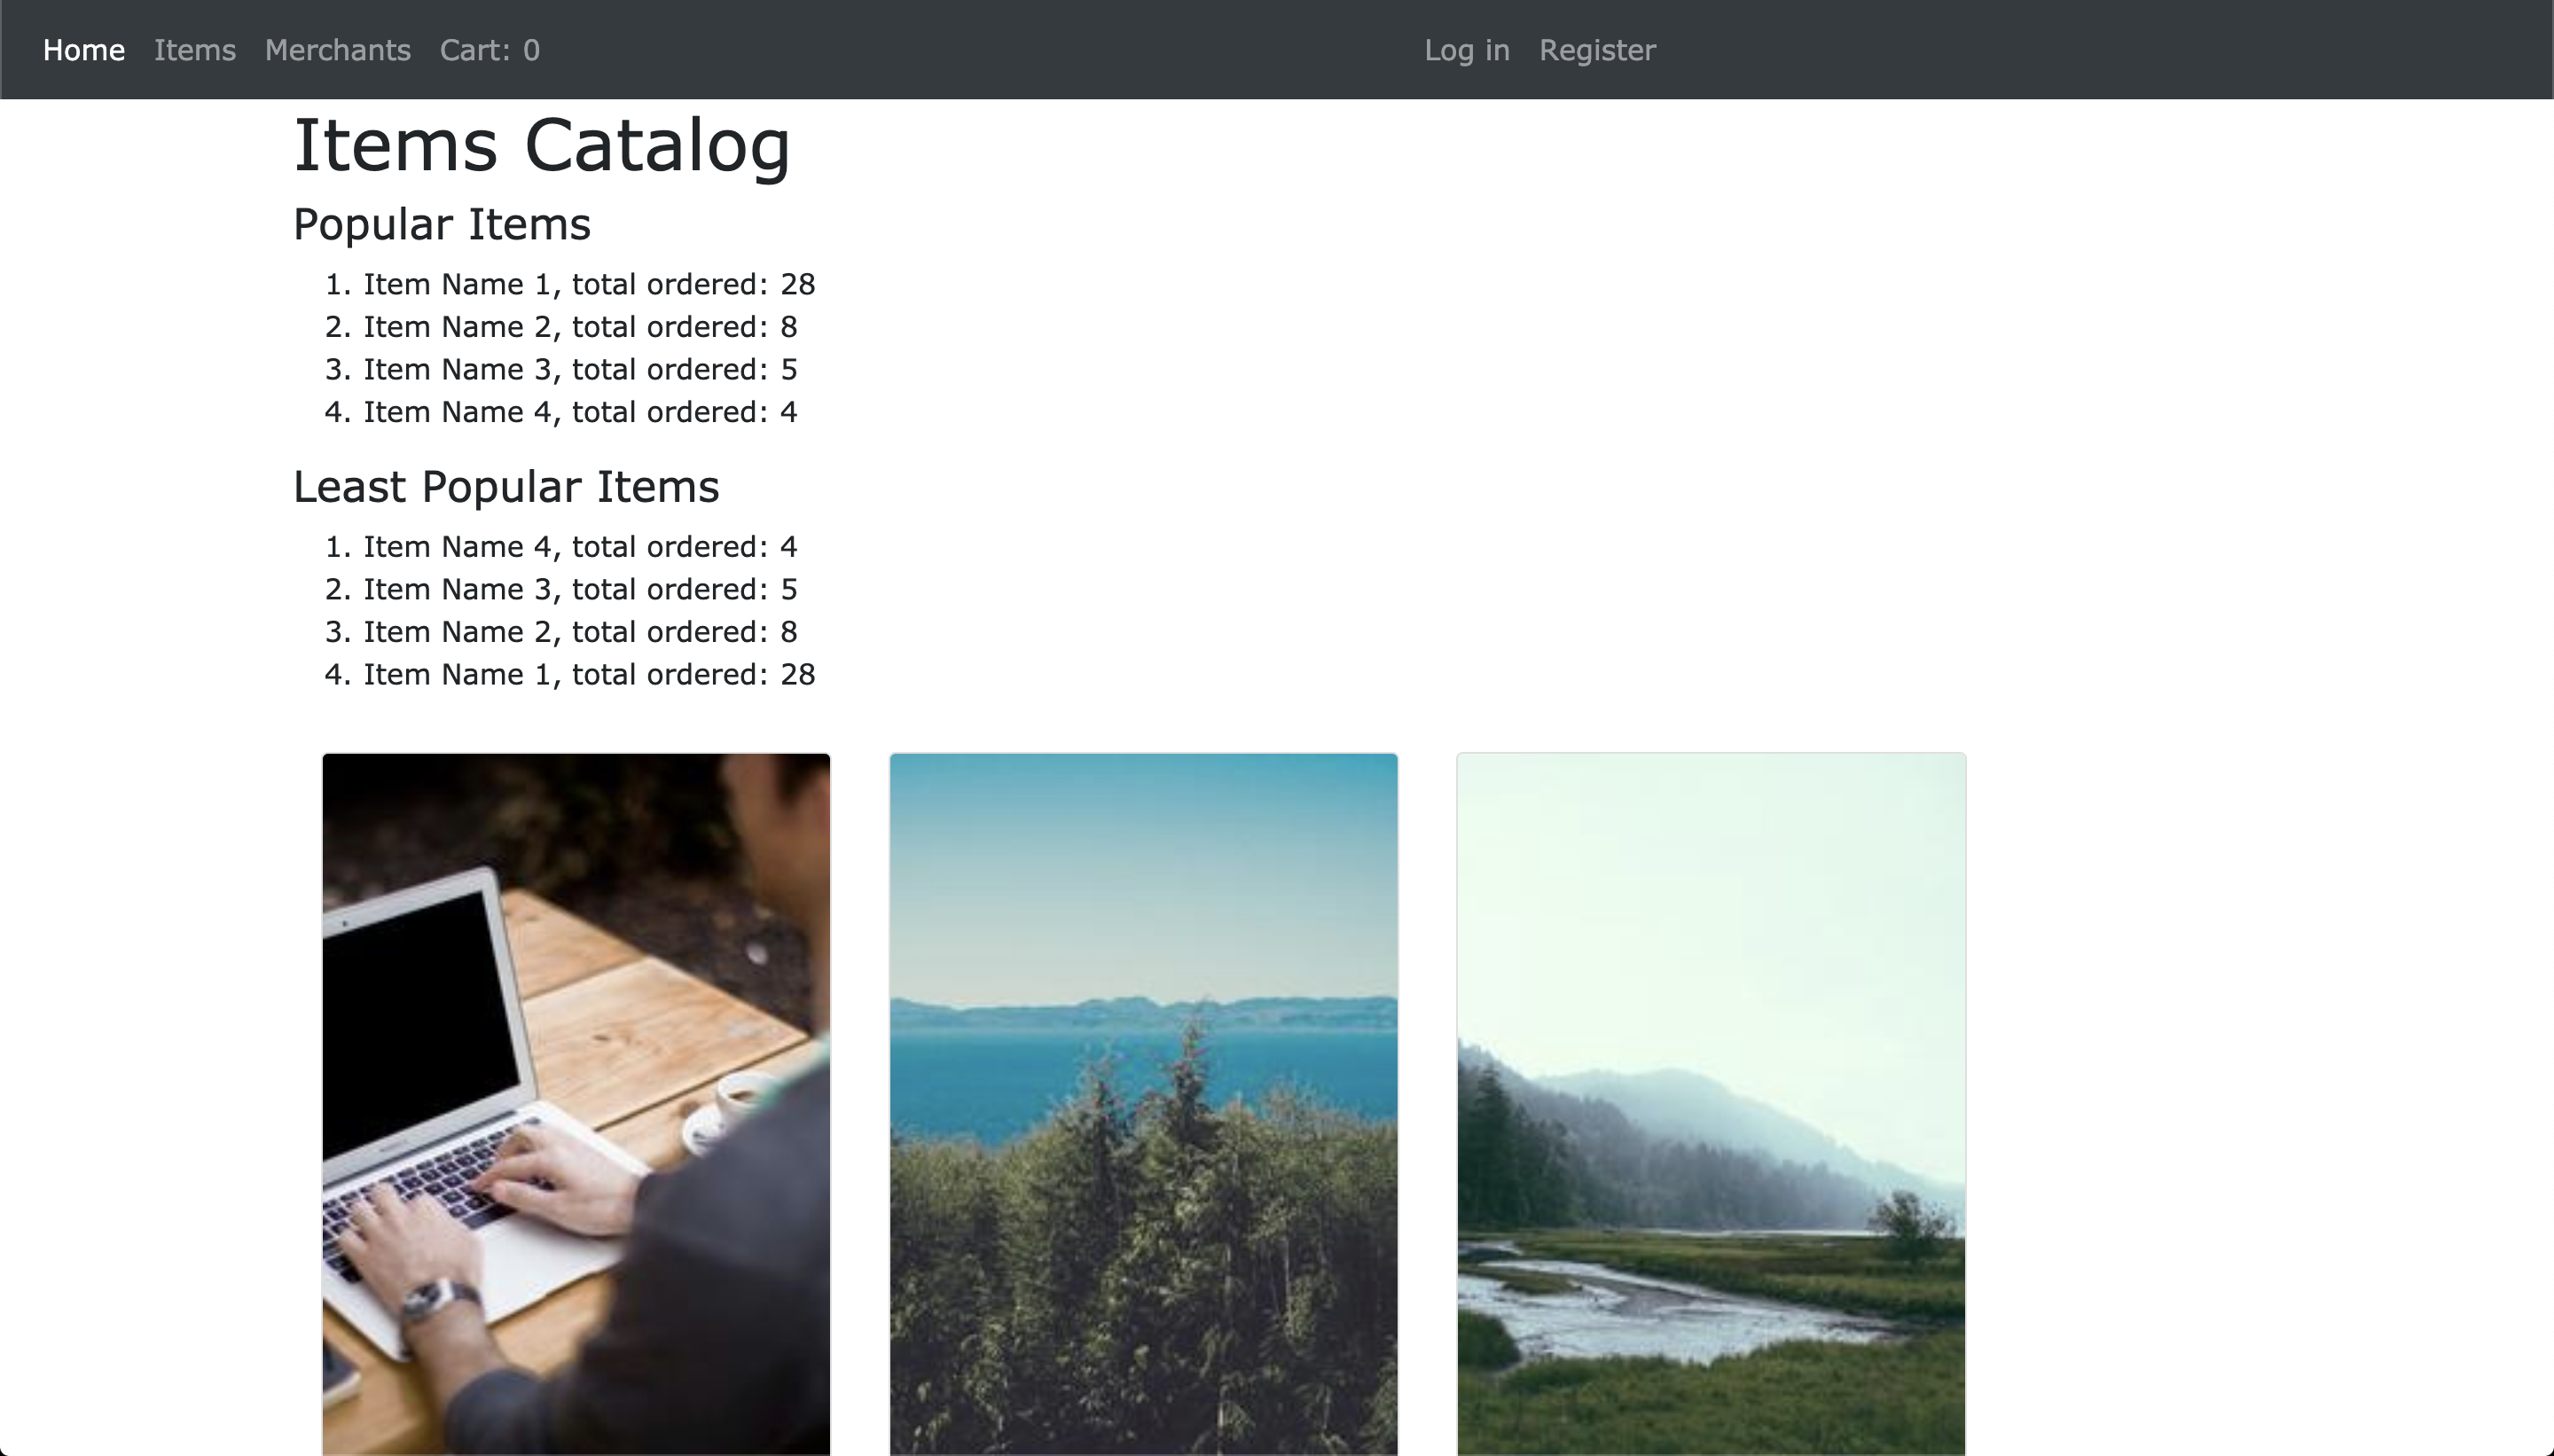 Home Items Merchants Cart: 0 Log in Register
Items Catalog
Popular Items
1. Item Name 1, total ordered: 28
2. Item Name 2, total ordered: 8
3. Item Name 3, total ordered: 5
4. Item Name 4, total ordered: 4
Least Popular Items
1. Item Name 4, total ordered: 4
2. Item Name 3, total ordered: 5
3. Item Name 2, total ordered: 8
4. Item Name 1, total ordered: 28